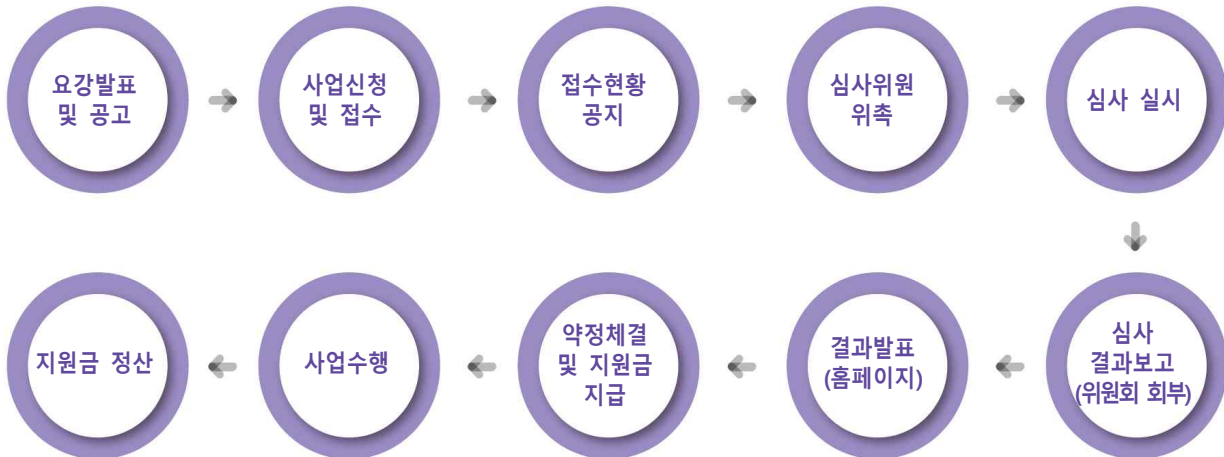 요강발표
및 공고
사업신청
및 접수
접수현황
공지
심사위원
위촉
심사 실시
심사
결과보고
(위원회 회부)
결과발표
(홈페이지)
약정체결
및 지원금
지급
사업수행
지원금 정산